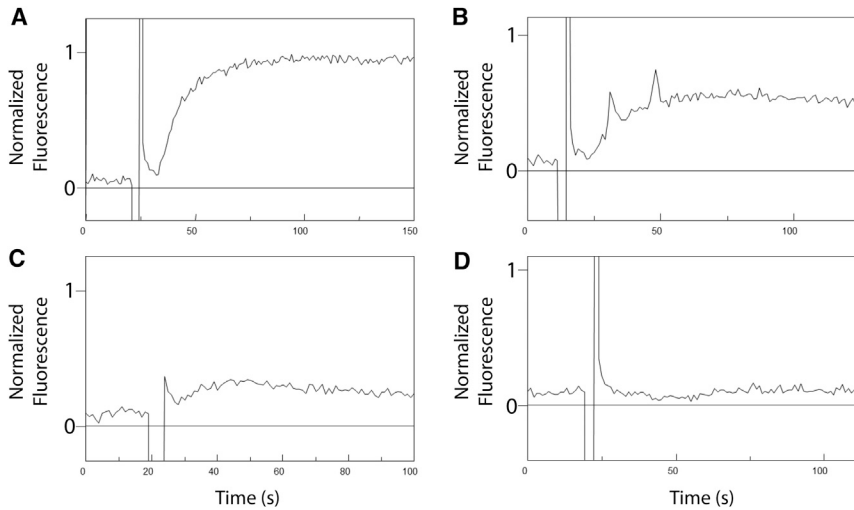 A
Normalized
Fluorescence
1
0
0
50
100
150
B
Normalized
Fluorescence
1
0
0
50
100
C
Normalized
Fluorescence
1
0
0
20
40
60
80
100
Time (s)
D
Normalized
Fluorescence
1
0
0
50
100
Time (s)